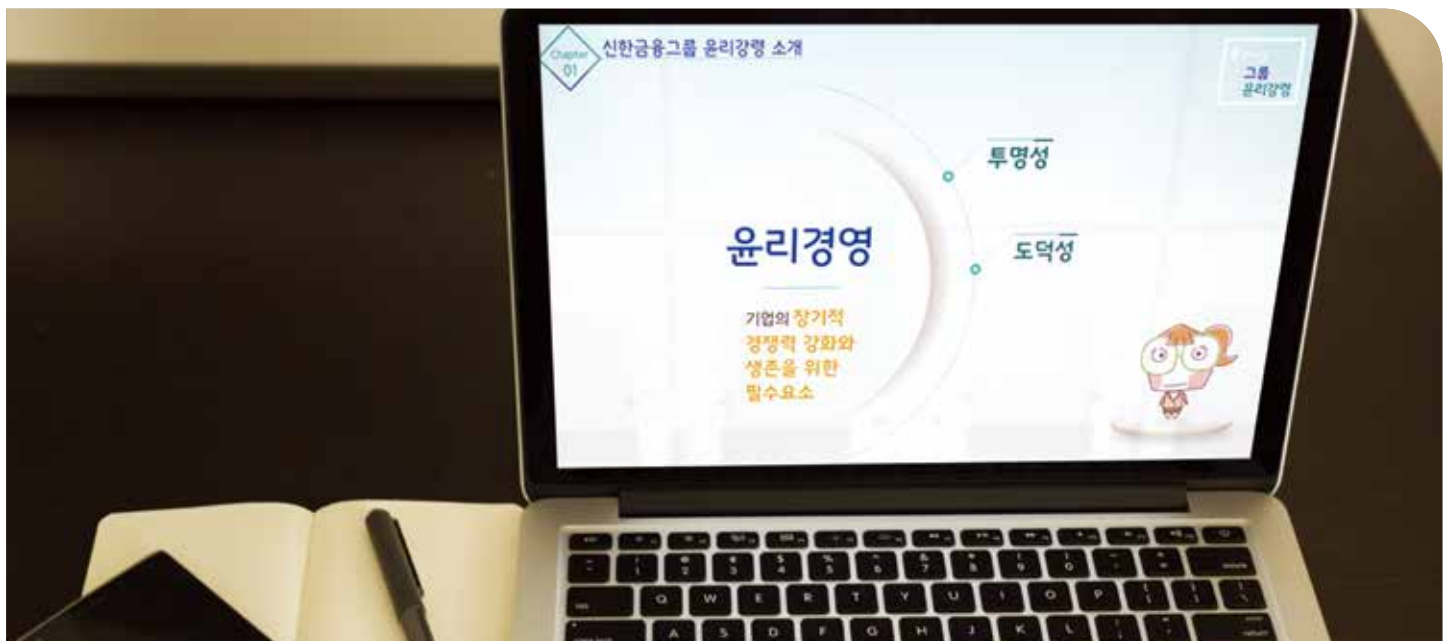 Chapter
01
신한금융그룹 윤리강령 소개
그룹
윤리강령
투명성
도덕성
윤리경영
기업의 장기적
경쟁력 강화와
생존을 위한
필수요소
Q W E R T Y U I O P
A S D F G H J K L